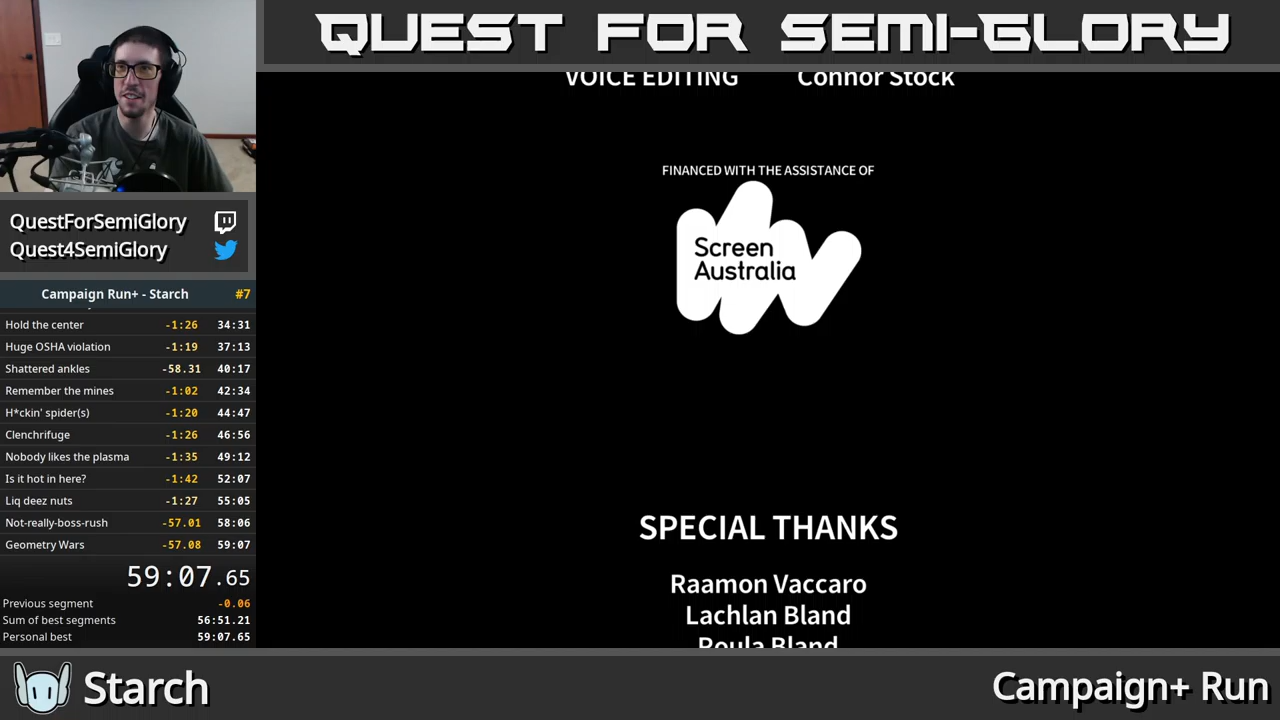 QUEST FOR SEMI-GLORY
QuestForSemiGlory
Quest4SemiGlory
Campaign Run+ - Starch #7
Hold the center -1:26 34:31
Huge OSHA violation -1:19 37:13
Shattered ankles -58.31 40:17
Remember the mines -1:02 42:34
H*ckin' spider(s) -1:20 44:47
Clenchrifuge -1:26 46:56
Nobody likes the plasma -1:35 49:12
Is it hot in here? -1:42 52:07
Liq deez nuts -1:27 55:05
Not-really-boss-rush -57.01 58:06
Geometry Wars -57.08 59:07
59:07.65
Previous segment -0.06
Sum of best segments 56:51.21
Personal best 59:07.65
VOICE EDITING Connor Stock
FINANCED WITH THE ASSISTANCE OF
Screen
Australia
SPECIAL THANKS
Raamon Vaccaro
Lachlan Bland
Roula Bland
Starch
Campaign+ Run